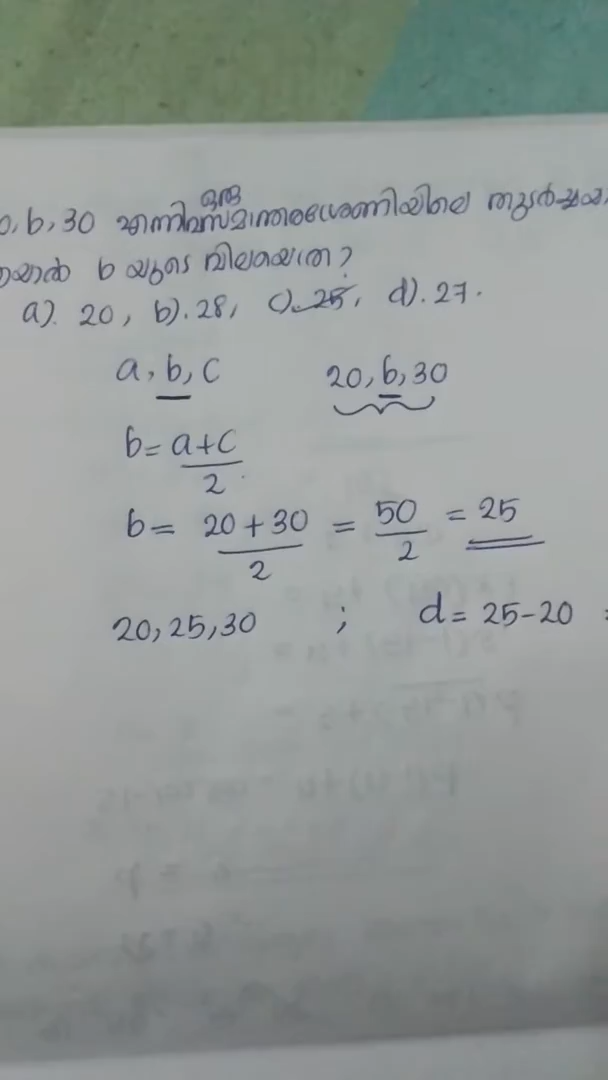 0, b, 30 എന്നിവ ഒരു സമാന്തരശ്രേണിയിലെ തുടർച്ചയാ
യാൽ b യുടെ വിലയെത്ര?
a). 20, b). 28, c). 25, d). 27.
a, b, c 20, b, 30
b = a+c/2
b = 20+30/2 = 50/2 = 25
20, 25, 30 ; d = 25-20 =